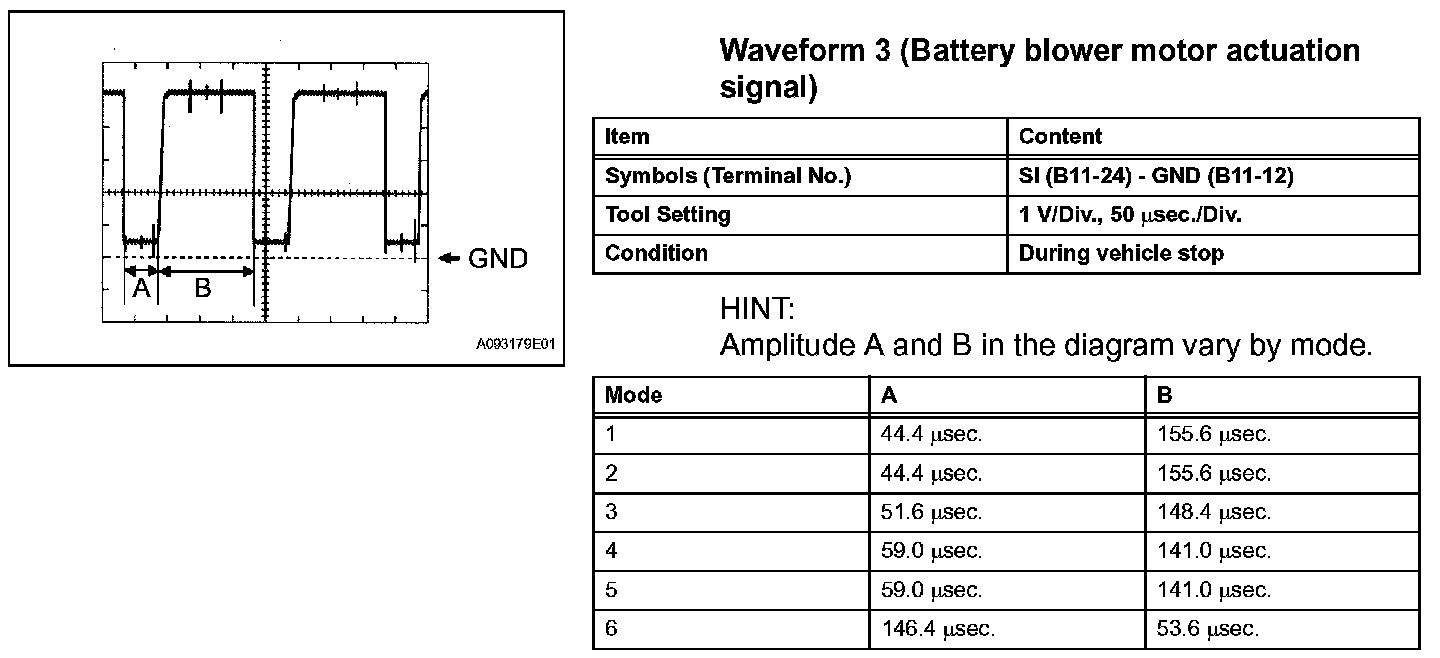 Waveform 3 (Battery blower motor actuation
signal)
Item Content
Symbols (Terminal No.) SI (B11-24) - GND (B11-12)
Tool Setting 1 V/Div., 50 μsec./Div.
Condition During vehicle stop
GND
A B
A093179E01
HINT:
Amplitude A and B in the diagram vary by mode.
Mode A B
1 44.4 μsec. 155.6 μsec.
2 44.4 μsec. 155.6 μsec.
3 51.6 μsec. 148.4 μsec.
4 59.0 μsec. 141.0 μsec.
5 59.0 μsec. 141.0 μsec.
6 146.4 μsec. 53.6 μsec.